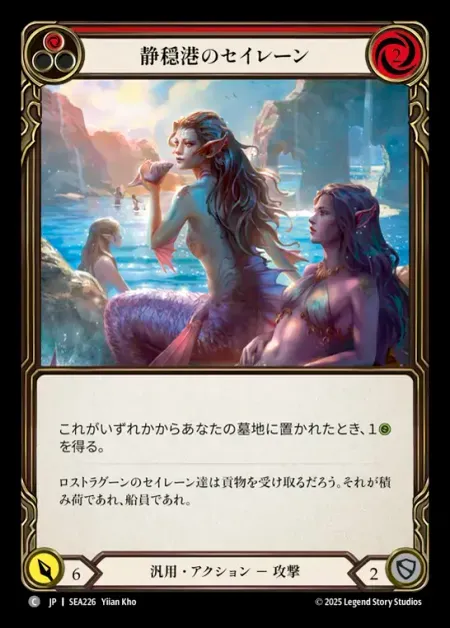 静穏港のセイレーン
2
これがいずれかからあなたの墓地に置かれたとき、1
を得る。
ロストラグーンのセイレーン達は貢物を受け取るだろう。それが積
み荷であれ、船員であれ。
6
汎用・アクション − 攻撃
2
C JP SEA226 Yiian Kho
© 2025 Legend Story Studios